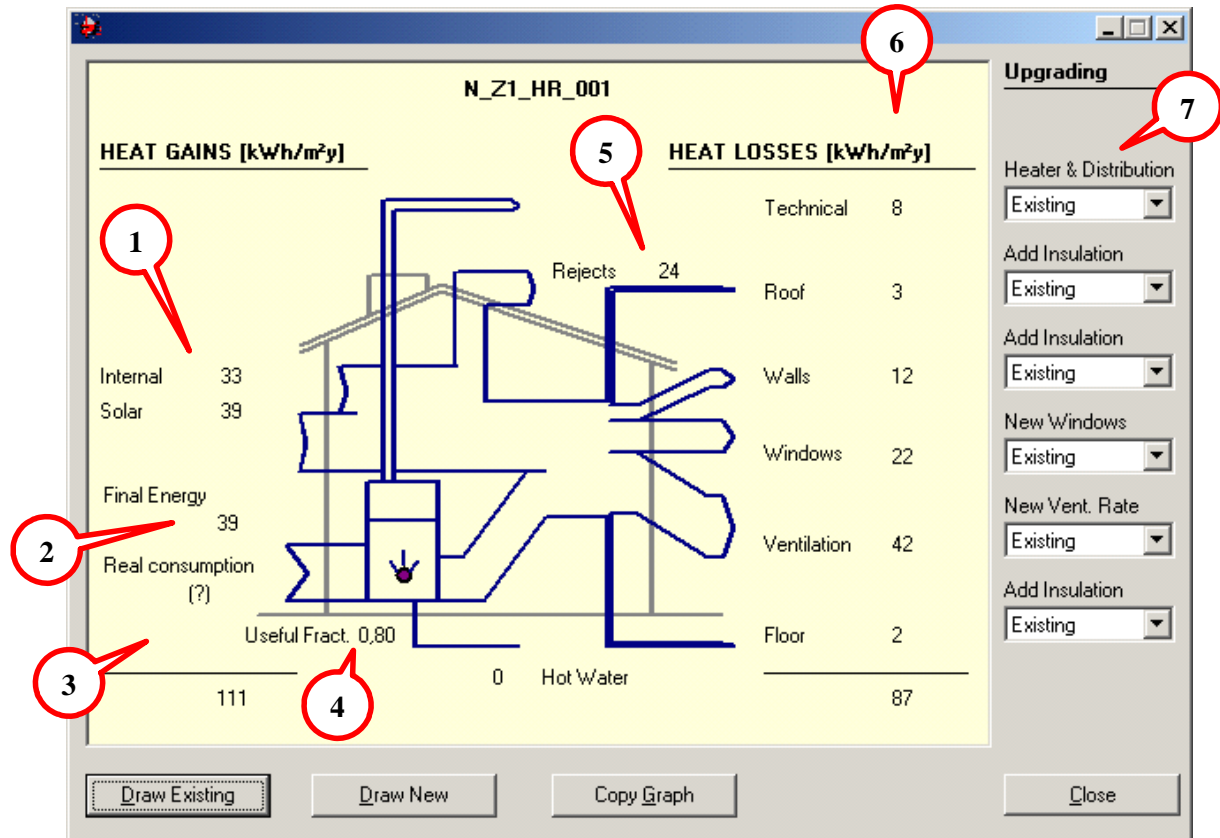 6
N_Z1_HR_001
Upgrading
7
HEAT GAINS [kWh/m²y]
5
HEAT LOSSES [kWh/m²y]
Heater & Distribution
Existing
Technical 8
1
Add Insulation
Rejects 24
Existing
Roof 3
Add Insulation
Internal 33
Walls 12
Existing
Solar 39
New Windows
Windows 22
Existing
Final Energy
New Vent. Rate
2
39
Ventilation 42
Existing
Real consumption
(?)
Add Insulation
Useful Fract. 0,80
Floor 2
Existing
3
0 Hot Water
4
111
87
Draw Existing
Draw New
Copy Graph
Close